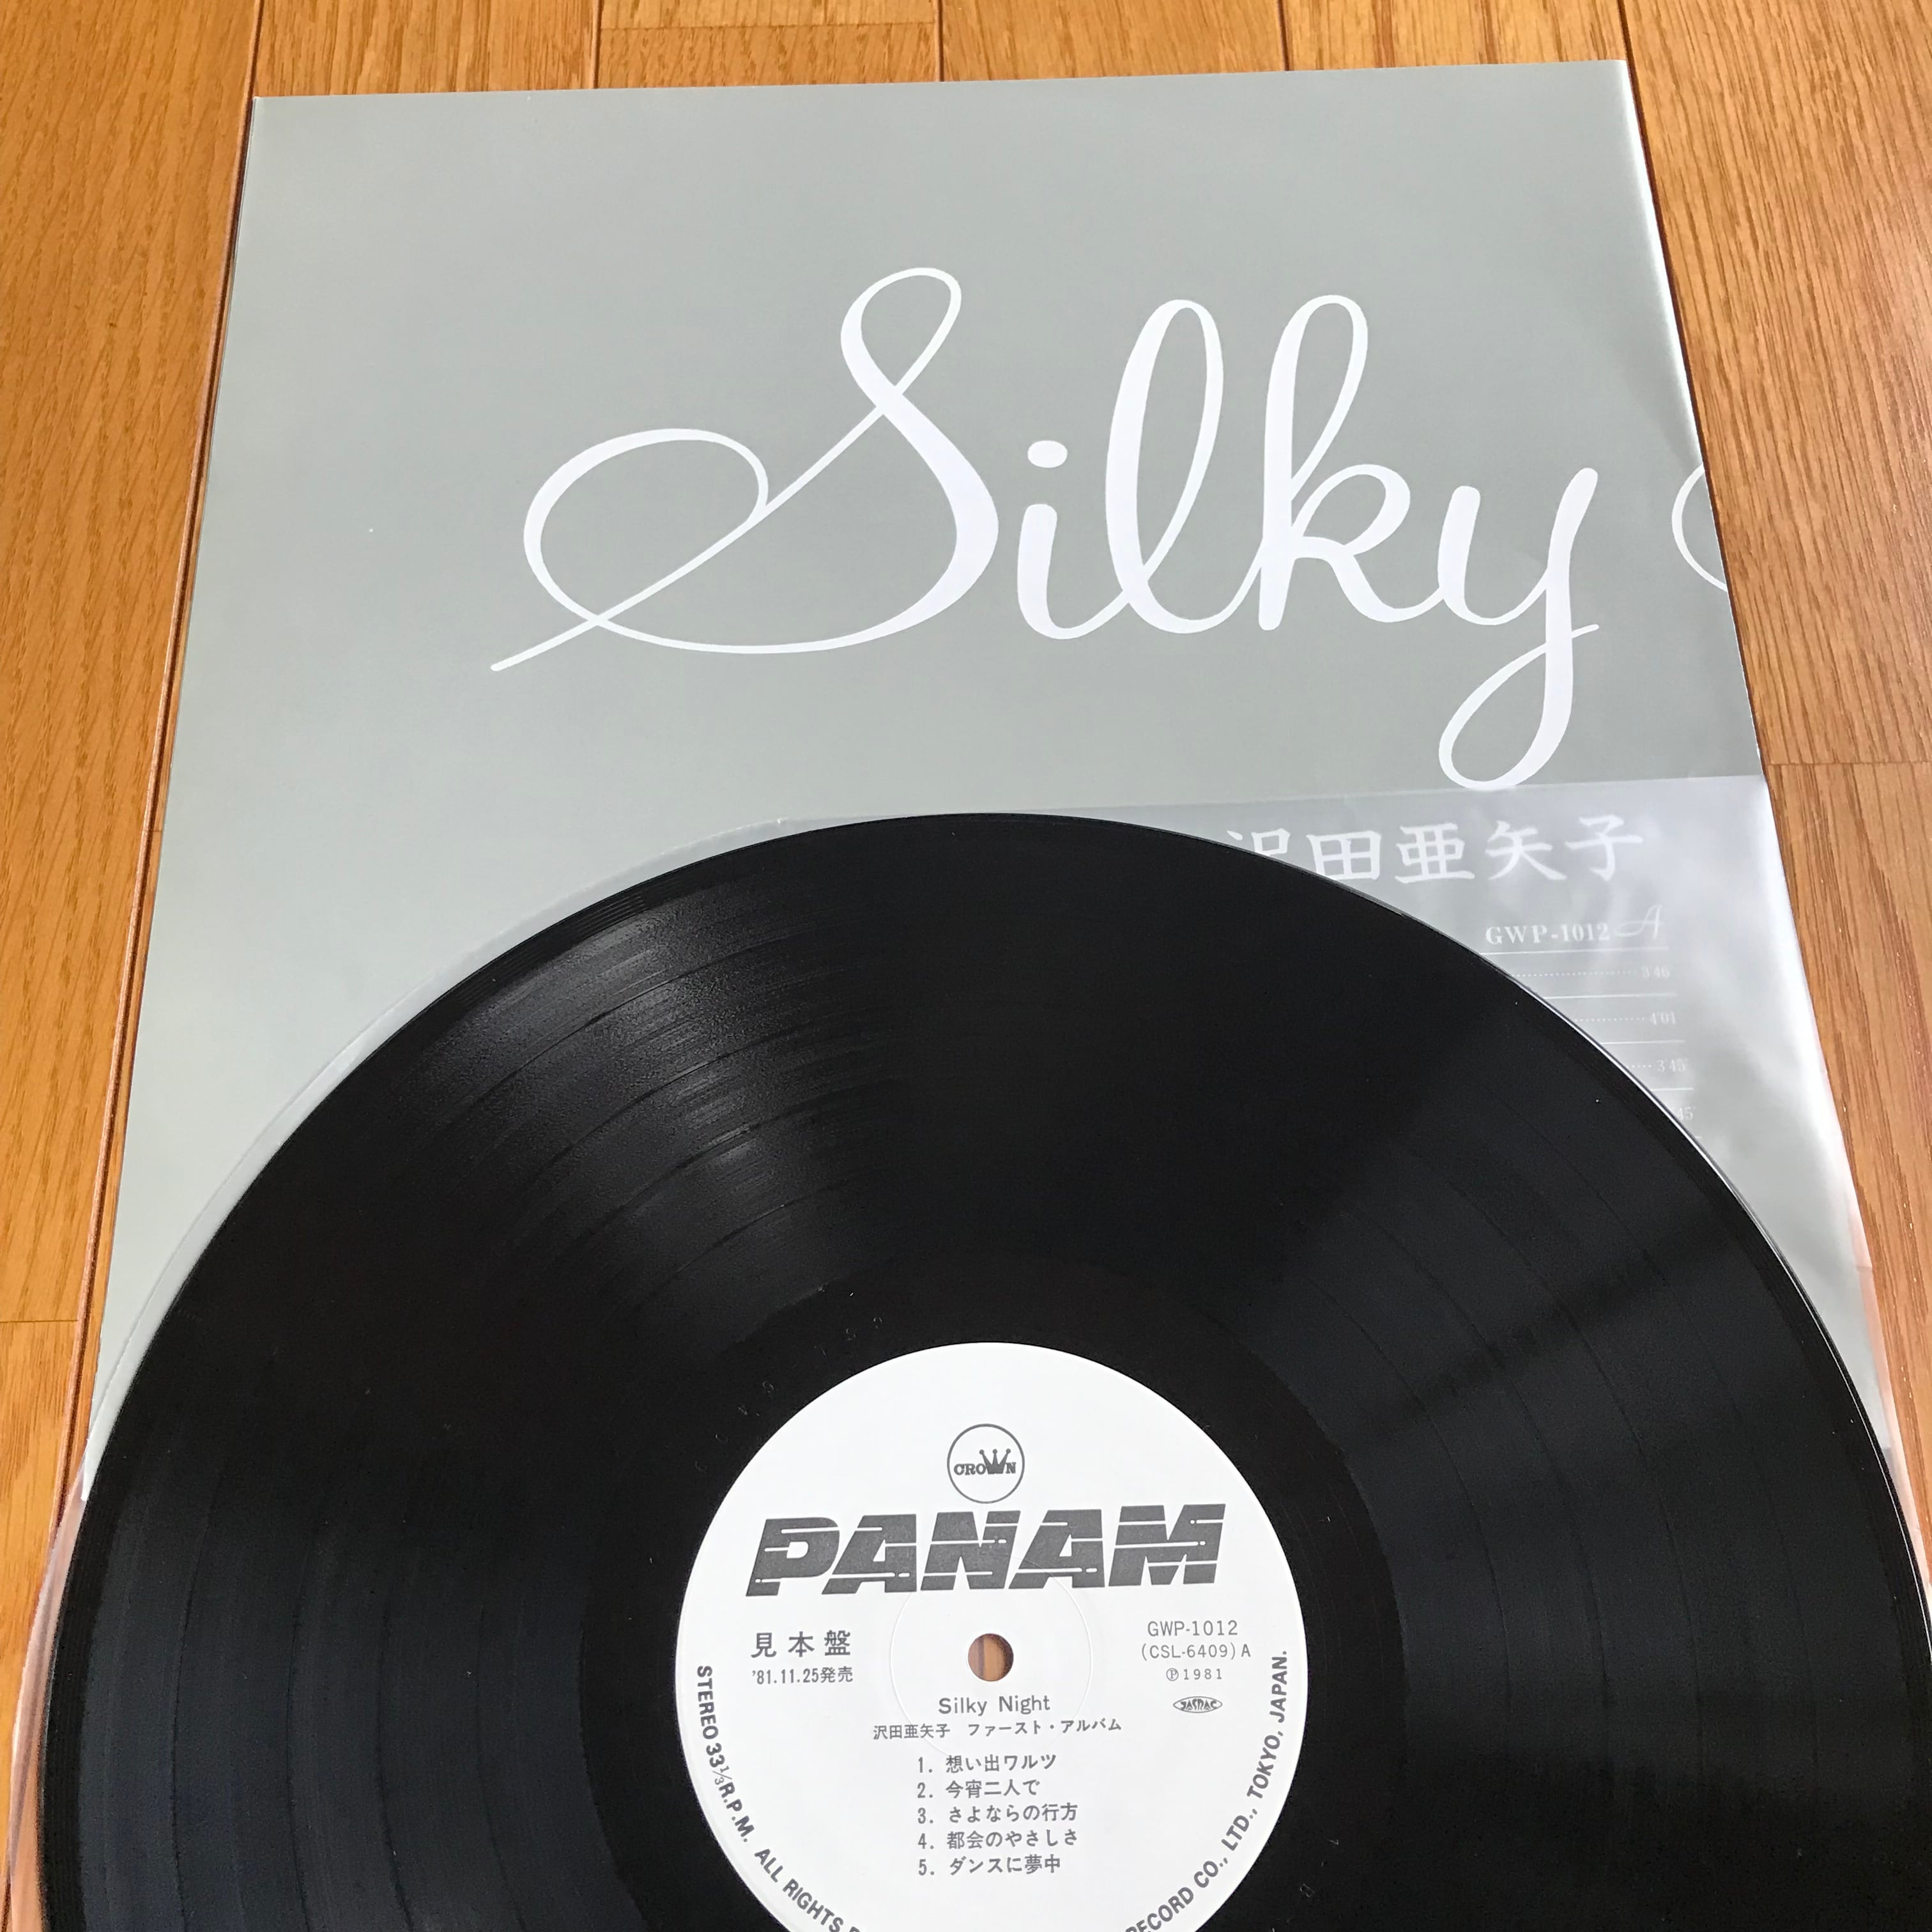 Silky
沢田亜矢子
GWP-1012 A
3'46
4'01
3'45"
45"
CROWN
PANAM
見本盤
'81.11.25発売
GWP-1012
(CSL-6409) A
Ⓟ1981
JASRAC
Silky Night
沢田亜矢子 ファースト・アルバム
1. 想い出ワルツ
2. 今宵二人で
3. さよならの行方
4. 都会のやさしさ
5. ダンスに夢中
STEREO 33⅓ R.P.M. ALL RIGHTS
RECORD CO., LTD., TOKYO, JAPAN.